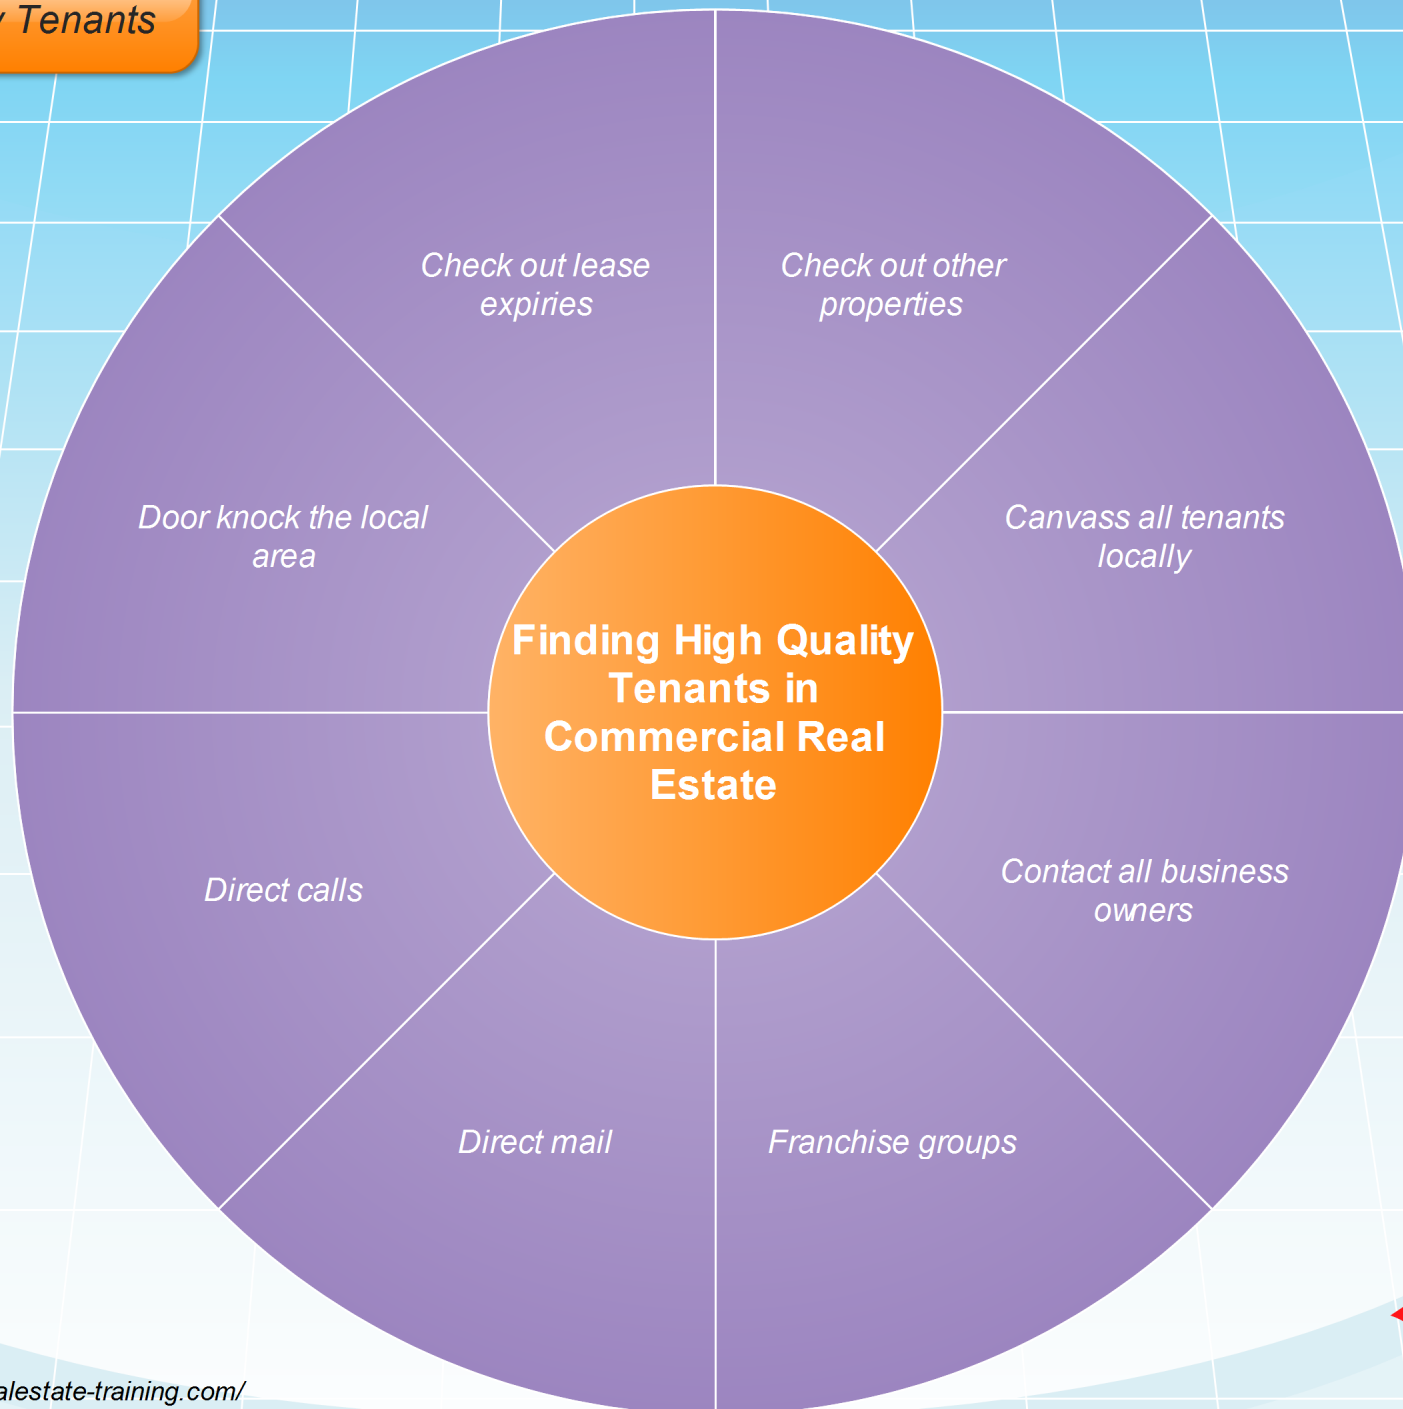 Tenants
Check out lease
expiries
Check out other
properties
Door knock the local
area
Canvass all tenants
locally
Finding High Quality
Tenants in
Commercial Real
Estate
Direct calls
Contact all business
owners
Direct mail
Franchise groups
alestate-training.com/